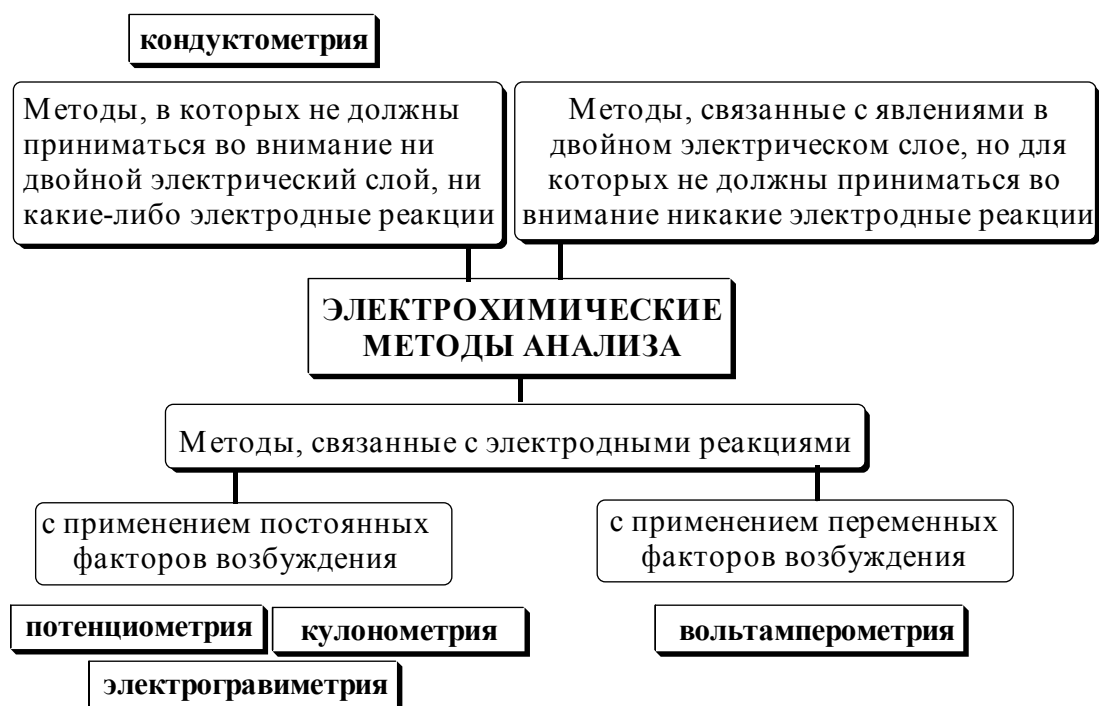 кондуктометрия
Методы, в которых не должны
приниматься во внимание ни
двойной электрический слой, ни
какие-либо электродные реакции
Методы, связанные с явлениями в
двойном электрическом слое, но для
которых не должны приниматься во
внимание никакие электродные реакции
ЭЛЕКТРОХИМИЧЕСКИЕ
МЕТОДЫ АНАЛИЗА
Методы, связанные с электродными реакциями
с применением постоянных
факторов возбуждения
с применением переменных
факторов возбуждения
потенциометрия
кулонометрия
вольтамперометрия
электрогравиметрия